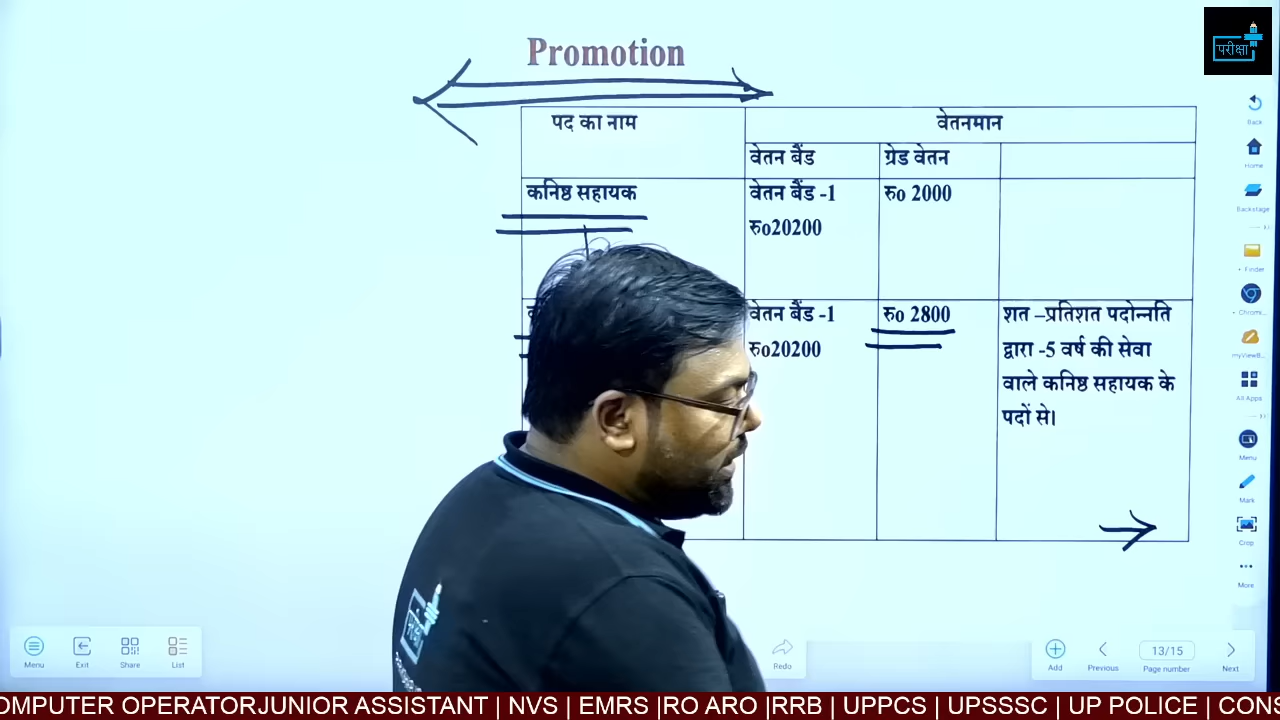 Promotion
परीक्षा
पद का नाम
वेतनमान
वेतन बैंड
ग्रेड वेतन
कनिष्ठ सहायक
वेतन बैंड -1
रु० 2000
रु०20200
वेतन बैंड -1
रु० 2800
शत –प्रतिशत पदोन्नति
रु०20200
द्वारा -5 वर्ष की सेवा
वाले कनिष्ठ सहायक के
पदों से।
Back
Home
Backstage
Finder
Chromi...
myViewB...
All Apps
Menu
Mark
Crop
More
Menu
Exit
Share
List
Redo
Add
Previous
13/15
Page number
Next
OMPUTER OPERATORJUNIOR ASSISTANT | NVS | EMRS |RO ARO |RRB | UPPCS | UPSSSC | UP POLICE | CONS